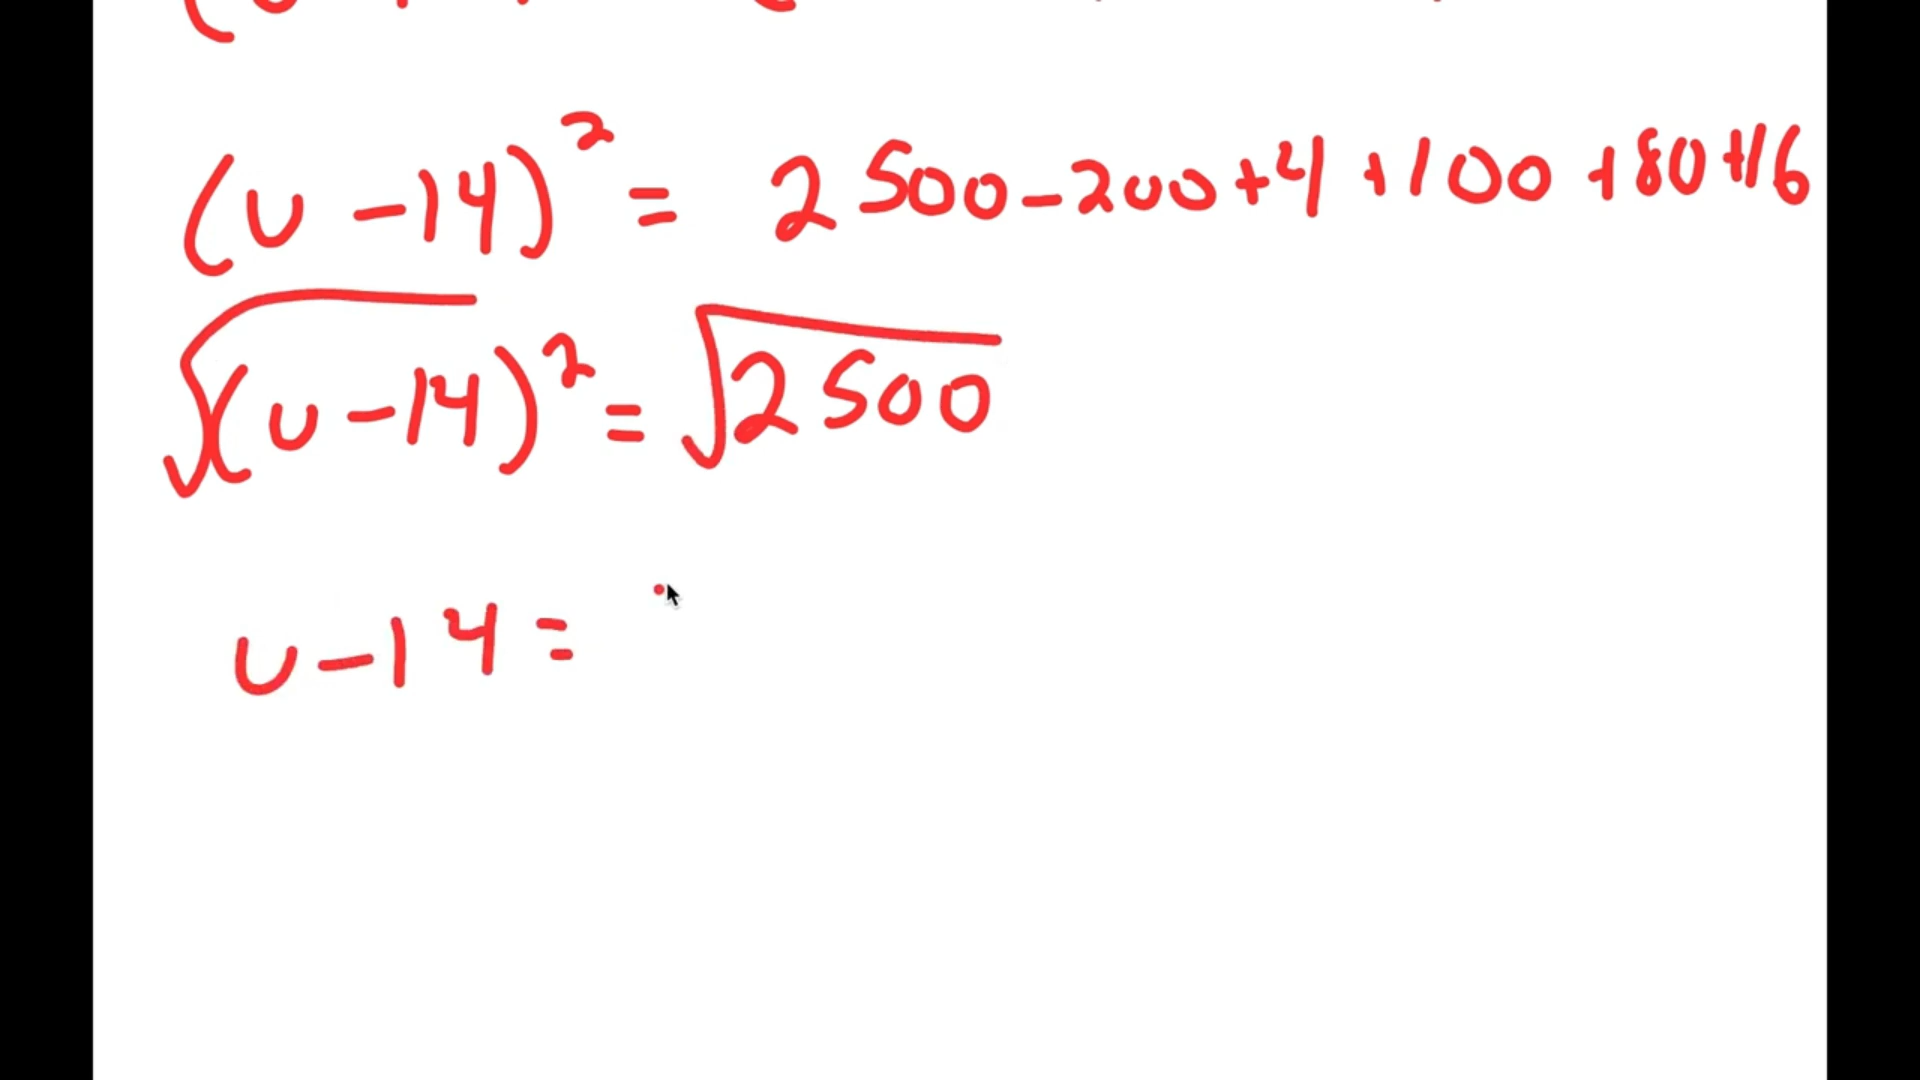 (u - 14)² = 2500 - 200 + 4 + 100 + 80 + 16
√(u - 14)² = √2500
u - 14 =